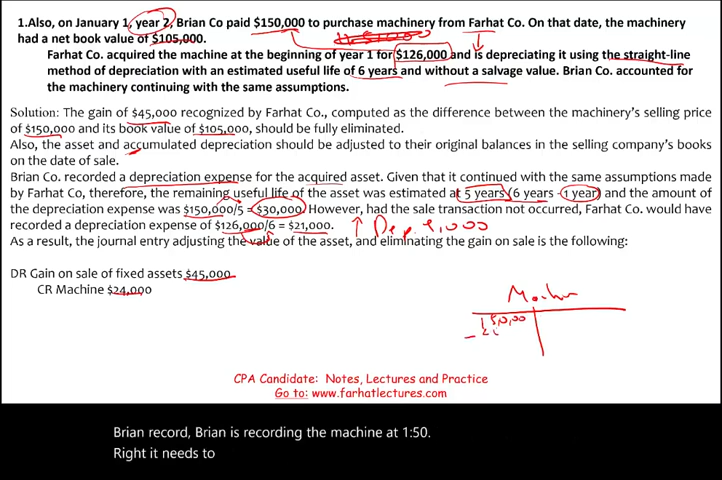 1.Also, on January 1, year 2, Brian Co paid $150,000 to purchase machinery from Farhat Co. On that date, the machinery
had a net book value of $105,000.
Farhat Co. acquired the machine at the beginning of year 1 for $126,000 and is depreciating it using the straight-line
method of depreciation with an estimated useful life of 6 years and without a salvage value. Brian Co. accounted for
the machinery continuing with the same assumptions.
Solution: The gain of $45,000 recognized by Farhat Co., computed as the difference between the machinery's selling price
of $150,000 and its book value of $105,000, should be fully eliminated.
Also, the asset and accumulated depreciation should be adjusted to their original balances in the selling company's books
on the date of sale.
Brian Co. recorded a depreciation expense for the acquired asset. Given that it continued with the same assumptions made
by Farhat Co, therefore, the remaining useful life of the asset was estimated at 5 years (6 years - 1 year) and the amount of
the depreciation expense was $150,000/5 = $30,000. However, had the sale transaction not occurred, Farhat Co. would have
recorded a depreciation expense of $126,000/6 = $21,000. Dep. 9,000
As a result, the journal entry adjusting the value of the asset, and eliminating the gain on sale is the following:
DR Gain on sale of fixed assets $45,000
CR Machine $24,000
150,00
CPA Candidate: Notes, Lectures and Practice
Go to: www.farhatlectures.com
Brian record, Brian is recording the machine at 1:50.
Right it needs to